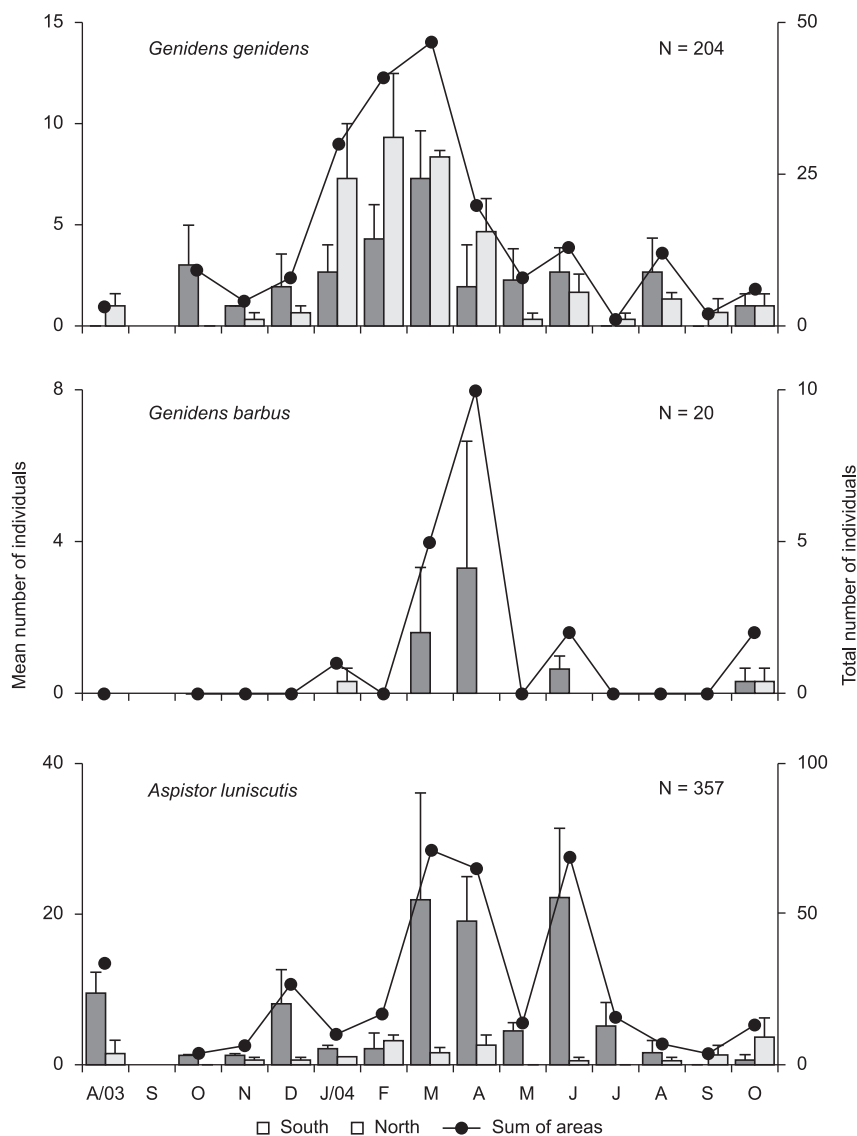 15
50
Genidens genidens
N = 204
10
25
5
0
0
8
10
Genidens barbus
N = 20
4
5
0
0
Mean number of individuals
Total number of individuals
40
100
Aspistor luniscutis
N = 357
20
50
0
0
A/03 S O N D J/04 F M A M J J A S O
South North Sum of areas